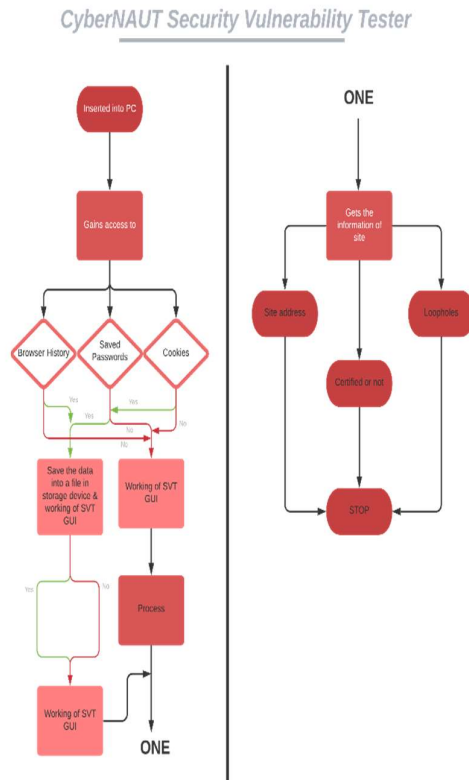 CyberNAUT Security Vulnerability Tester
Inserted into PC
Gains access to
Browser History
Saved
Passwords
Cookies
Yes
Yes
Yes
No
No
No
Save the data
into a file in
storage device &
working of SVT
GUI
Working of SVT
GUI
Yes
No
Process
Working of SVT
GUI
ONE
ONE
Gets the
information of
site
Site address
Loopholes
Certified or not
STOP